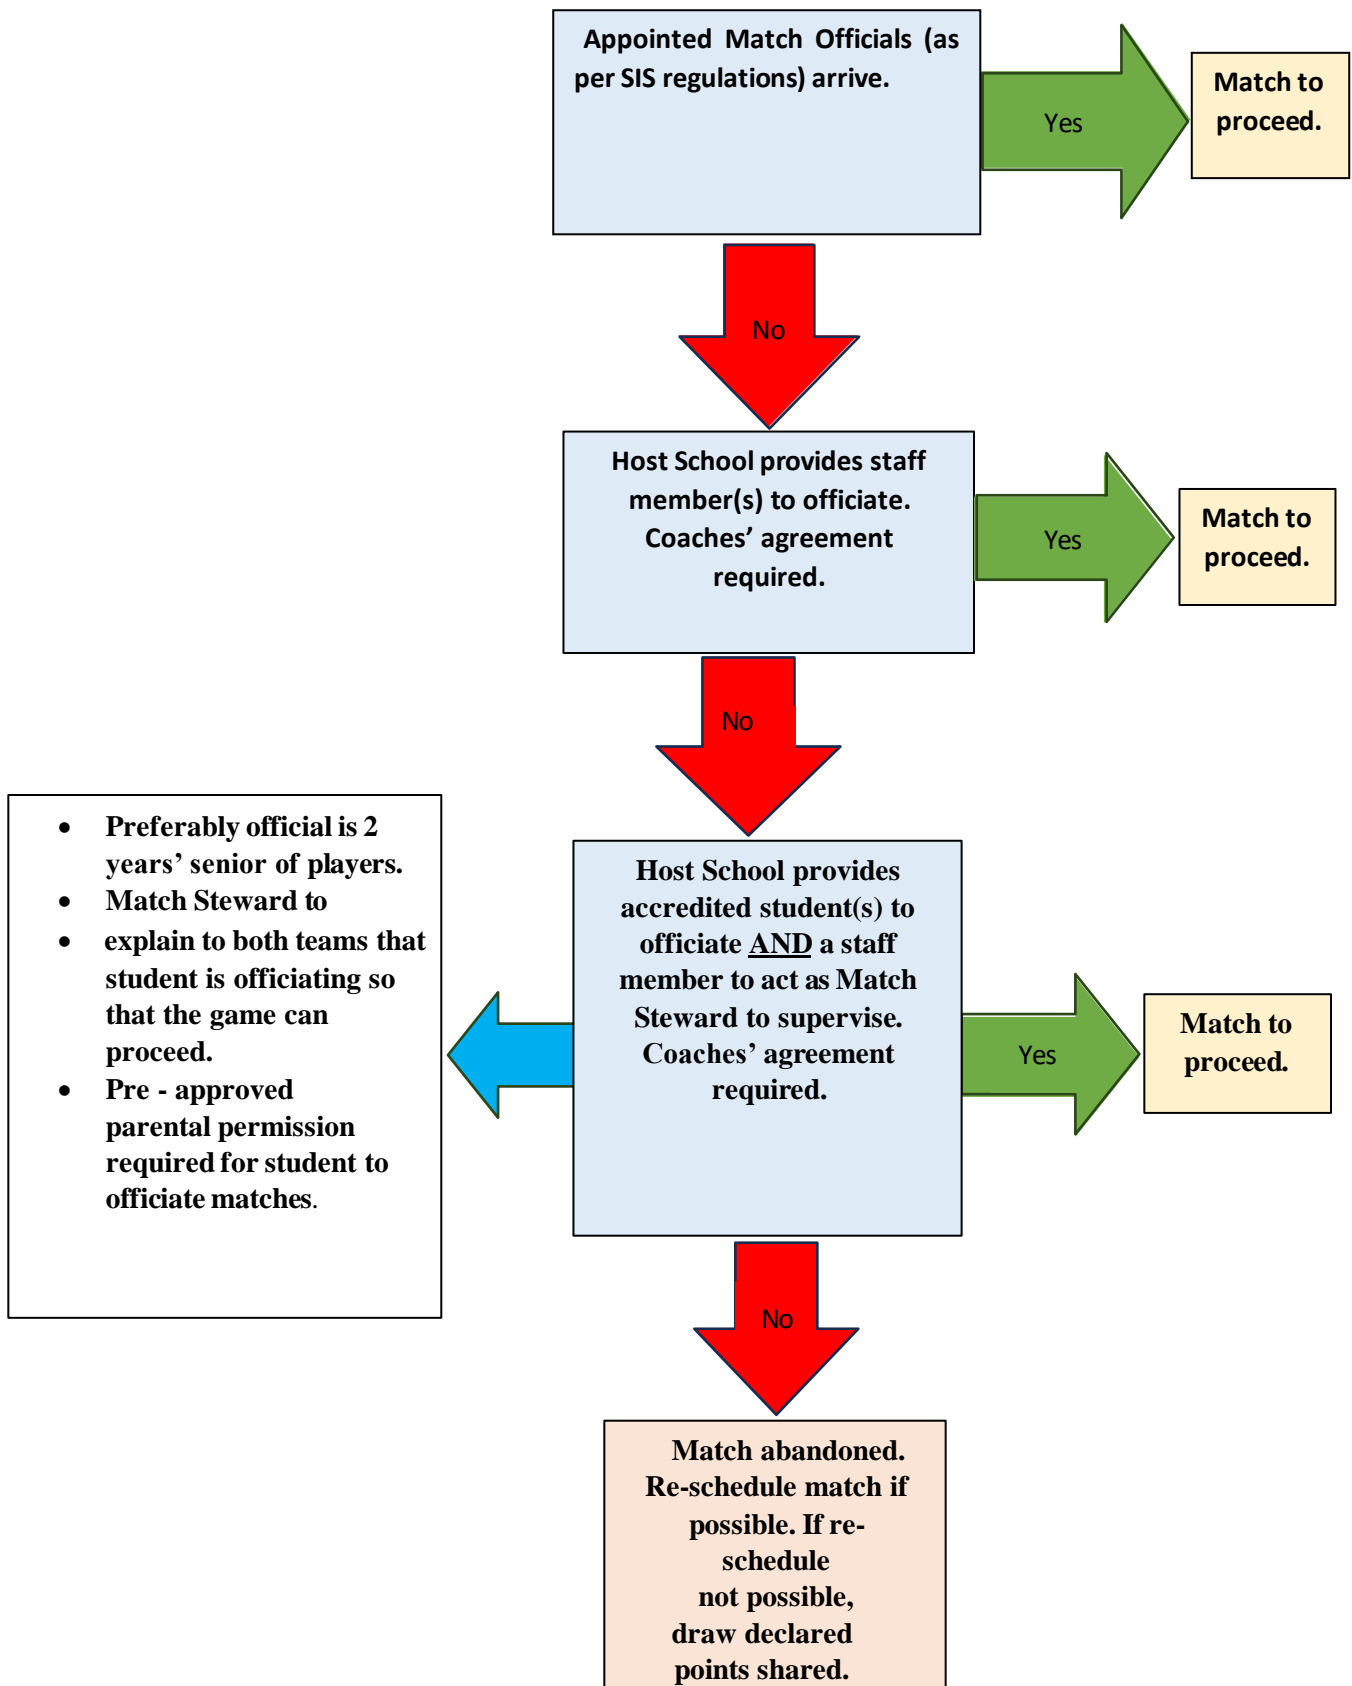 Appointed Match Officials (as
per SIS regulations) arrive.
Yes
Match to
proceed.
No
Host School provides staff
member(s) to officiate.
Coaches’ agreement
required.
Yes
Match to
proceed.
No
• Preferably official is 2
years’ senior of players.
• Match Steward to
• explain to both teams that
student is officiating so
that the game can
proceed.
• Pre - approved
parental permission
required for student to
officiate matches.
Host School provides
accredited student(s) to
officiate AND a staff
member to act as Match
Steward to supervise.
Coaches’ agreement
required.
Yes
Match to
proceed.
No
Match abandoned.
Re-schedule match if
possible. If re-
schedule
not possible,
draw declared
points shared.